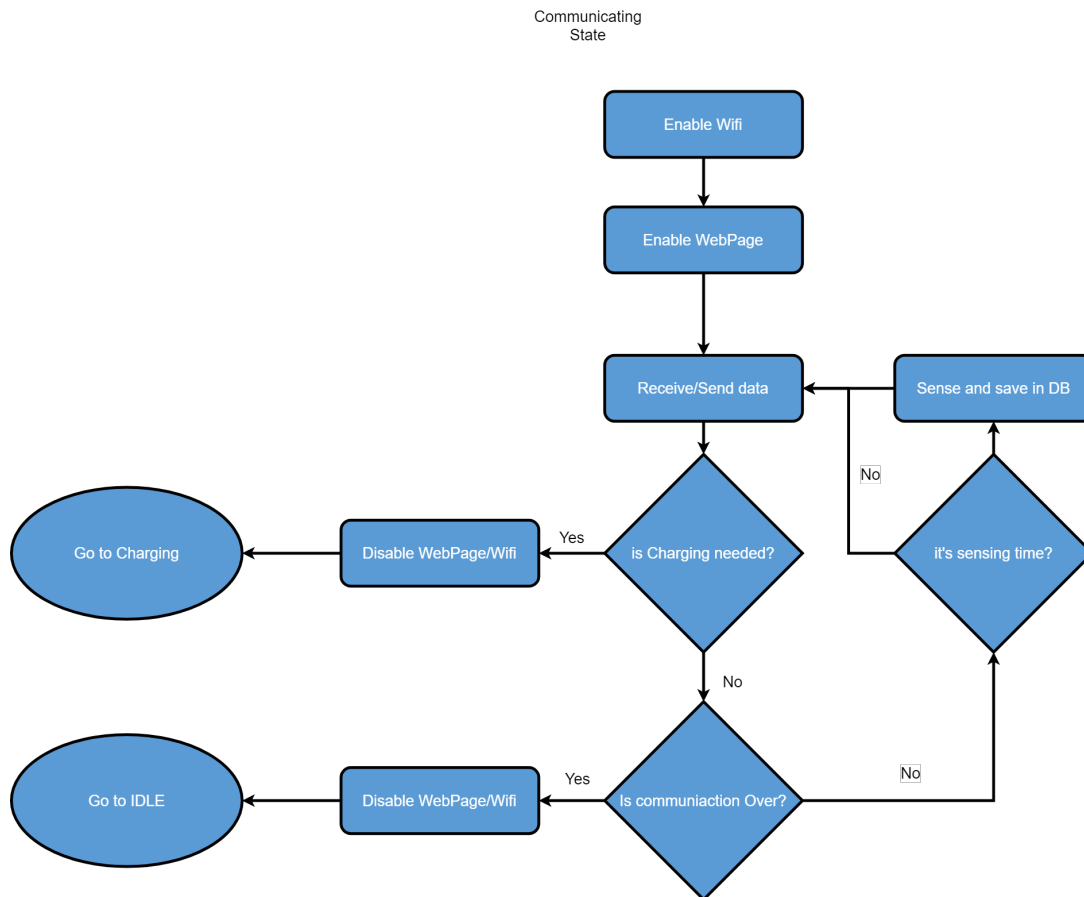 Communicating
State
Enable Wifi
Enable WebPage
Receive/Send data
Sense and save in DB
No
Go to Charging
Disable WebPage/Wifi
Yes
is Charging needed?
it's sensing time?
No
Go to IDLE
Disable WebPage/Wifi
Yes
Is communiaction Over?
No